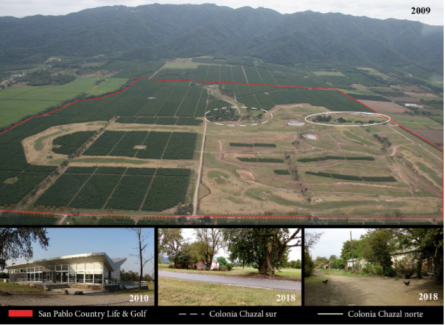 2009
2010
2018
2018
San Pablo Country Life & Golf
Colonia Chazal sur
Colonia Chazal norte